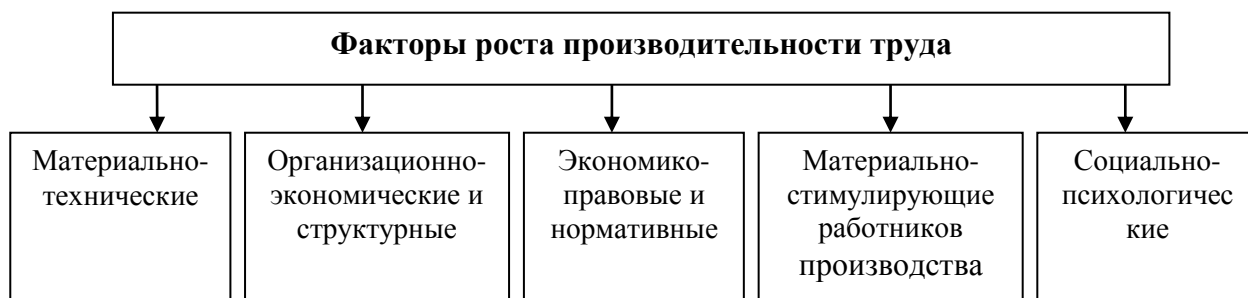 Факторы роста производительности труда
Материально-
технические
Организационно-
экономические и
структурные
Экономико-
правовые и
нормативные
Материально-
стимулирующие
работников
производства
Социально-
психологичес
кие